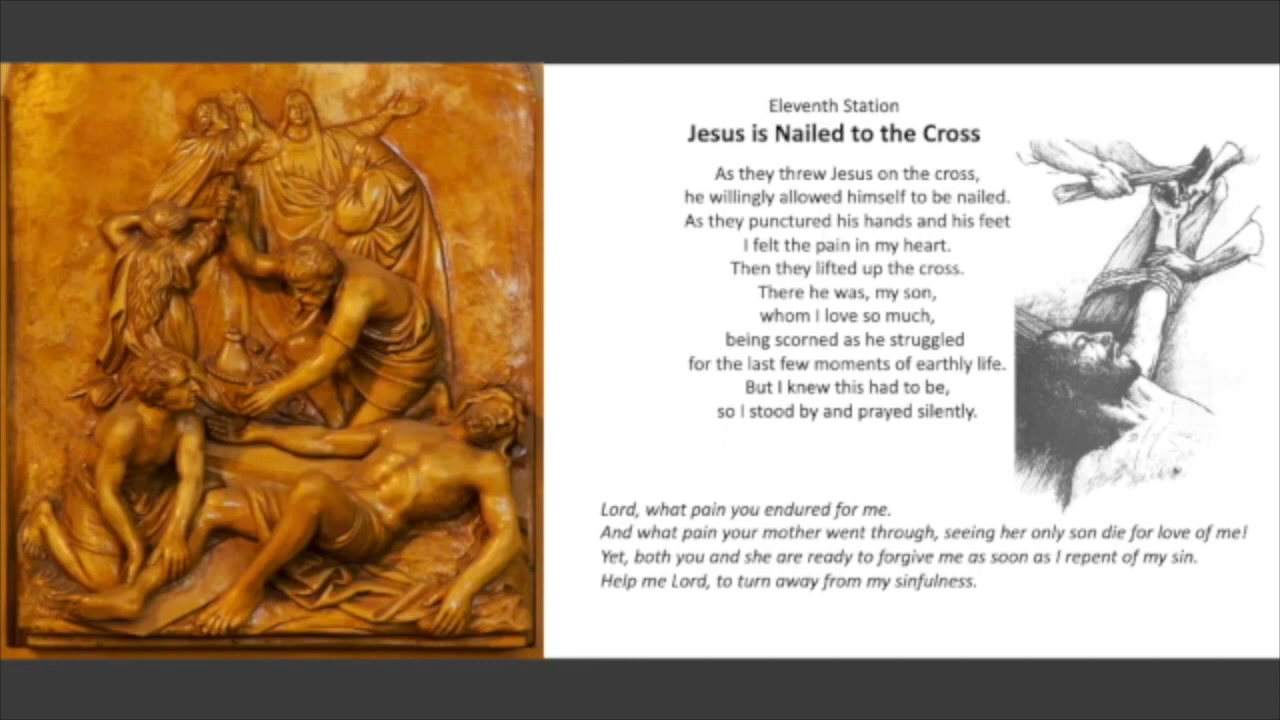 Eleventh Station
Jesus is Nailed to the Cross
As they threw Jesus on the cross,
he willingly allowed himself to be nailed.
As they punctured his hands and his feet
I felt the pain in my heart.
Then they lifted up the cross.
There he was, my son,
whom I love so much,
being scorned as he struggled
for the last few moments of earthly life.
But I knew this had to be,
so I stood by and prayed silently.
Lord, what pain you endured for me.
And what pain your mother went through, seeing her only son die for love of me!
Yet, both you and she are ready to forgive me as soon as I repent of my sin.
Help me Lord, to turn away from my sinfulness.